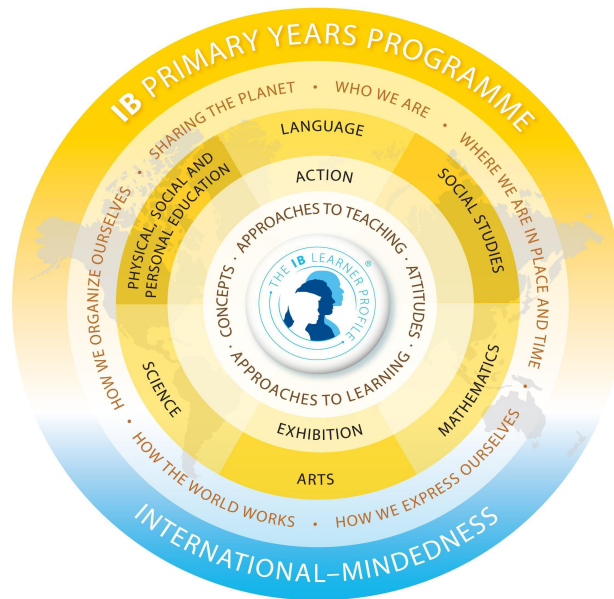 IB PRIMARY YEARS PROGRAMME
SHARING THE PLANET • WHO WE ARE • WHERE WE ARE IN PLACE AND TIME • HOW WE EXPRESS OURSELVES • HOW THE WORLD WORKS • HOW WE ORGANIZE OURSELVES •
LANGUAGE
SOCIAL STUDIES
MATHEMATICS
ARTS
SCIENCE
PHYSICAL, SOCIAL AND
PERSONAL EDUCATION
ACTION
EXHIBITION
APPROACHES TO TEACHING • ATTITUDES • APPROACHES TO LEARNING • CONCEPTS •
THE IB LEARNER PROFILE®
INTERNATIONAL–MINDEDNESS